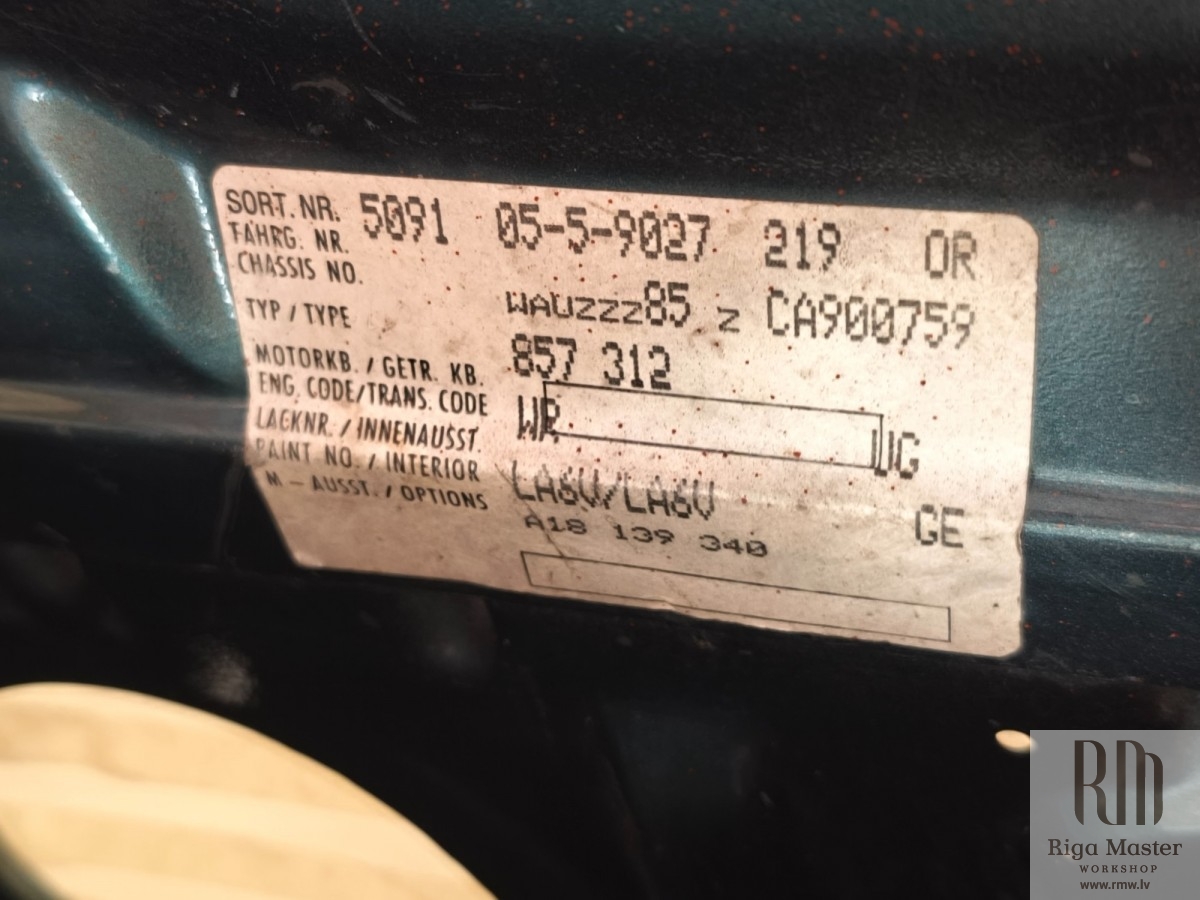 SORT. NR. 5091 05-5-9027 219 OR
FAHRG. NR.
CHASSIS NO. WAUZZZ85 Z CA900759
TYP / TYPE 857 312
MOTORKB. / GETR. KB.
ENG. CODE/TRANS. CODE WR UG
LACKNR. / INNENAUSST.
PAINT NO. / INTERIOR LA6V/LA6V GE
M - AUSST. / OPTIONS A18 139 340
RM
Riga Master
WORKSHOP
www.rmw.lv